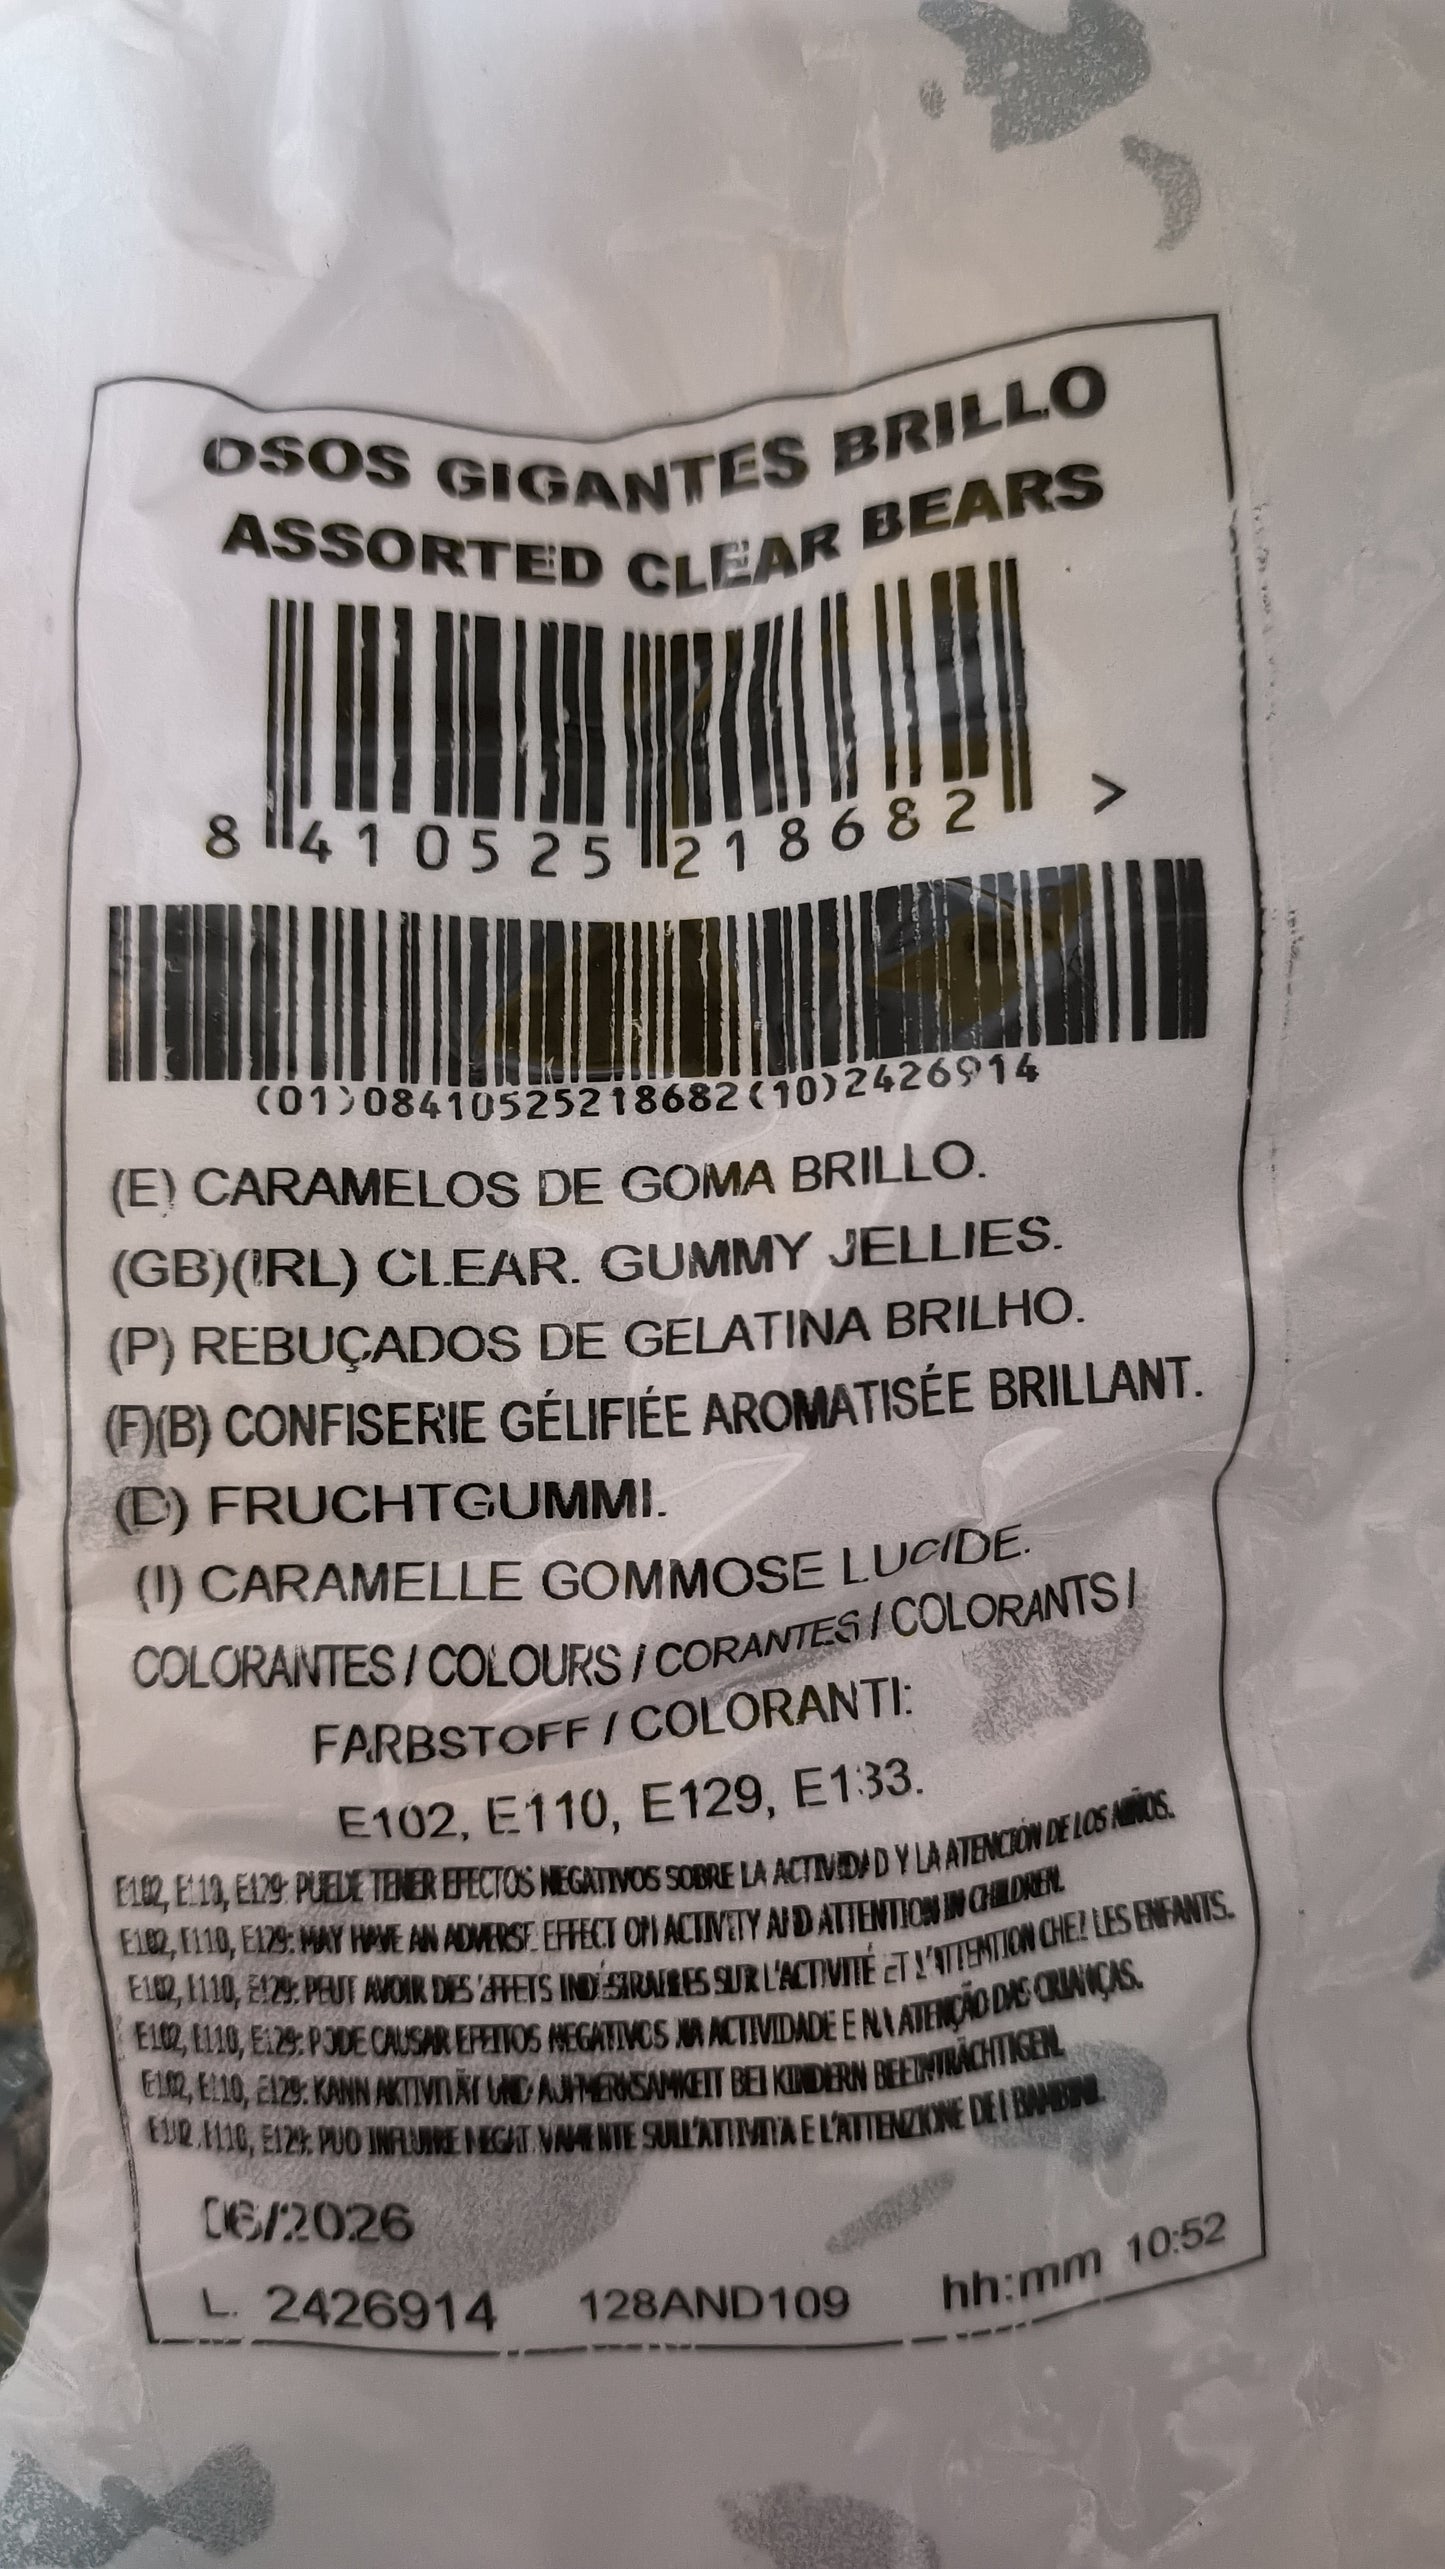 OSOS GIGANTES BRILLO
ASSORTED CLEAR BEARS
8 410525 218682 >
(01)08410525218682(10)2426914
(E) CARAMELOS DE GOMA BRILLO.
(GB)(IRL) CLEAR. GUMMY JELLIES.
(P) REBUÇADOS DE GELATINA BRILHO.
(F)(B) CONFISERIE GÉLIFIÉE AROMATISÉE BRILLANT.
(D) FRUCHTGUMMI.
(I) CARAMELLE GOMMOSE LUCIDE.
COLORANTES / COLOURS / CORANTES / COLORANTS /
FARBSTOFF / COLORANTI:
E102, E110, E129, E133.
E102, E110, E129: PUEDE TENER EFECTOS NEGATIVOS SOBRE LA ACTIVIDAD Y LA ATENCIÓN DE LOS NIÑOS.
E102, E110, E129: MAY HAVE AN ADVERSE EFFECT ON ACTIVITY AND ATTENTION IN CHILDREN.
E102, E110, E129: PEUT AVOIR DES EFFETS INDÉSIRABLES SUR L'ACTIVITÉ ET L'ATTENTION CHEZ LES ENFANTS.
E102, E110, E129: PODE CAUSAR EFEITOS NEGATIVOS NA ACTIVIDADE E NA ATENÇÃO DAS CRIANÇAS.
E102, E110, E129: KANN AKTIVITÄT UND AUFMERKSAMKEIT BEI KINDERN BEEINTRÄCHTIGEN.
E102, E110, E129: PUO INFLUIRE NEGATIVAMENTE SULL'ATTIVITA E L'ATTENZIONE DEI BAMBINI.
06/2026
L. 2426914 128AND109 hh:mm 10:52